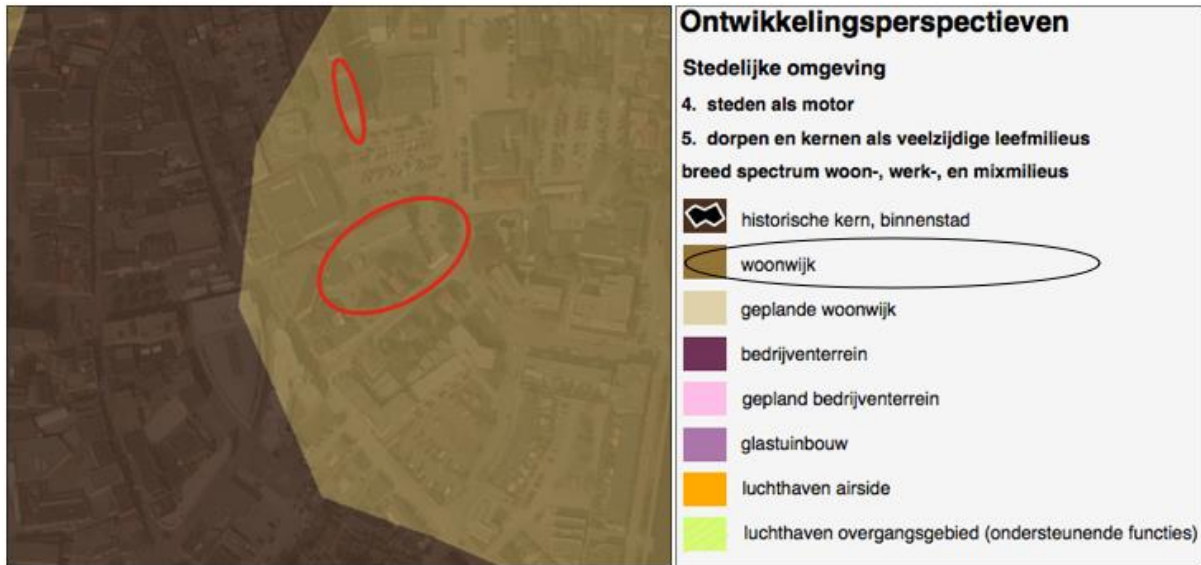 Ontwikkelingsperspectieven
Stedelijke omgeving
4. steden als motor
5. dorpen en kernen als veelzijdige leefmilieus
breed spectrum woon-, werk-, en mixmilieus
historische kern, binnenstad
woonwijk
geplande woonwijk
bedrijventerrein
gepland bedrijventerrein
glastuinbouw
luchthaven airside
luchthaven overgangsgebied (ondersteunende functies)